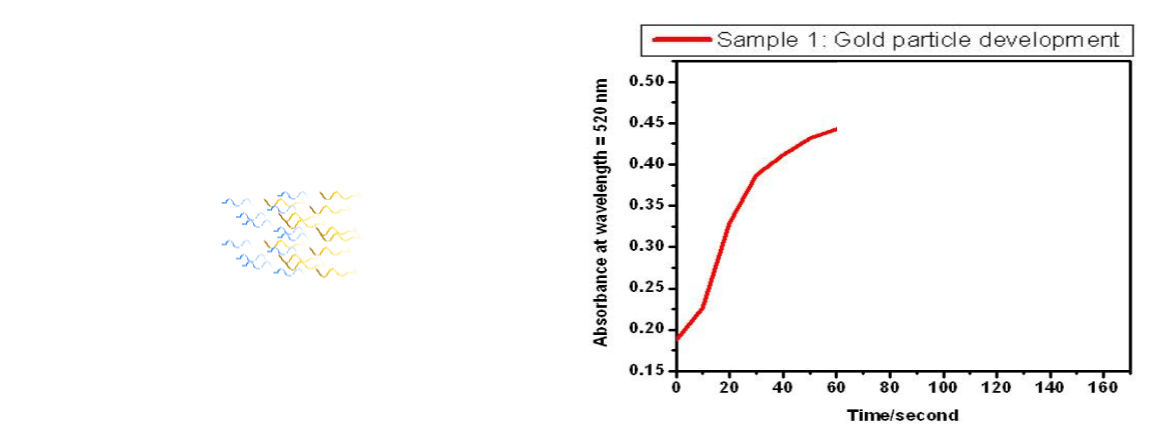 Sample 1: Gold particle development
Absorbance at wavelength = 520 nm
0.50
0.45
0.40
0.35
0.30
0.25
0.20
0.15
0 20 40 60 80 100 120 140 160
Time/second